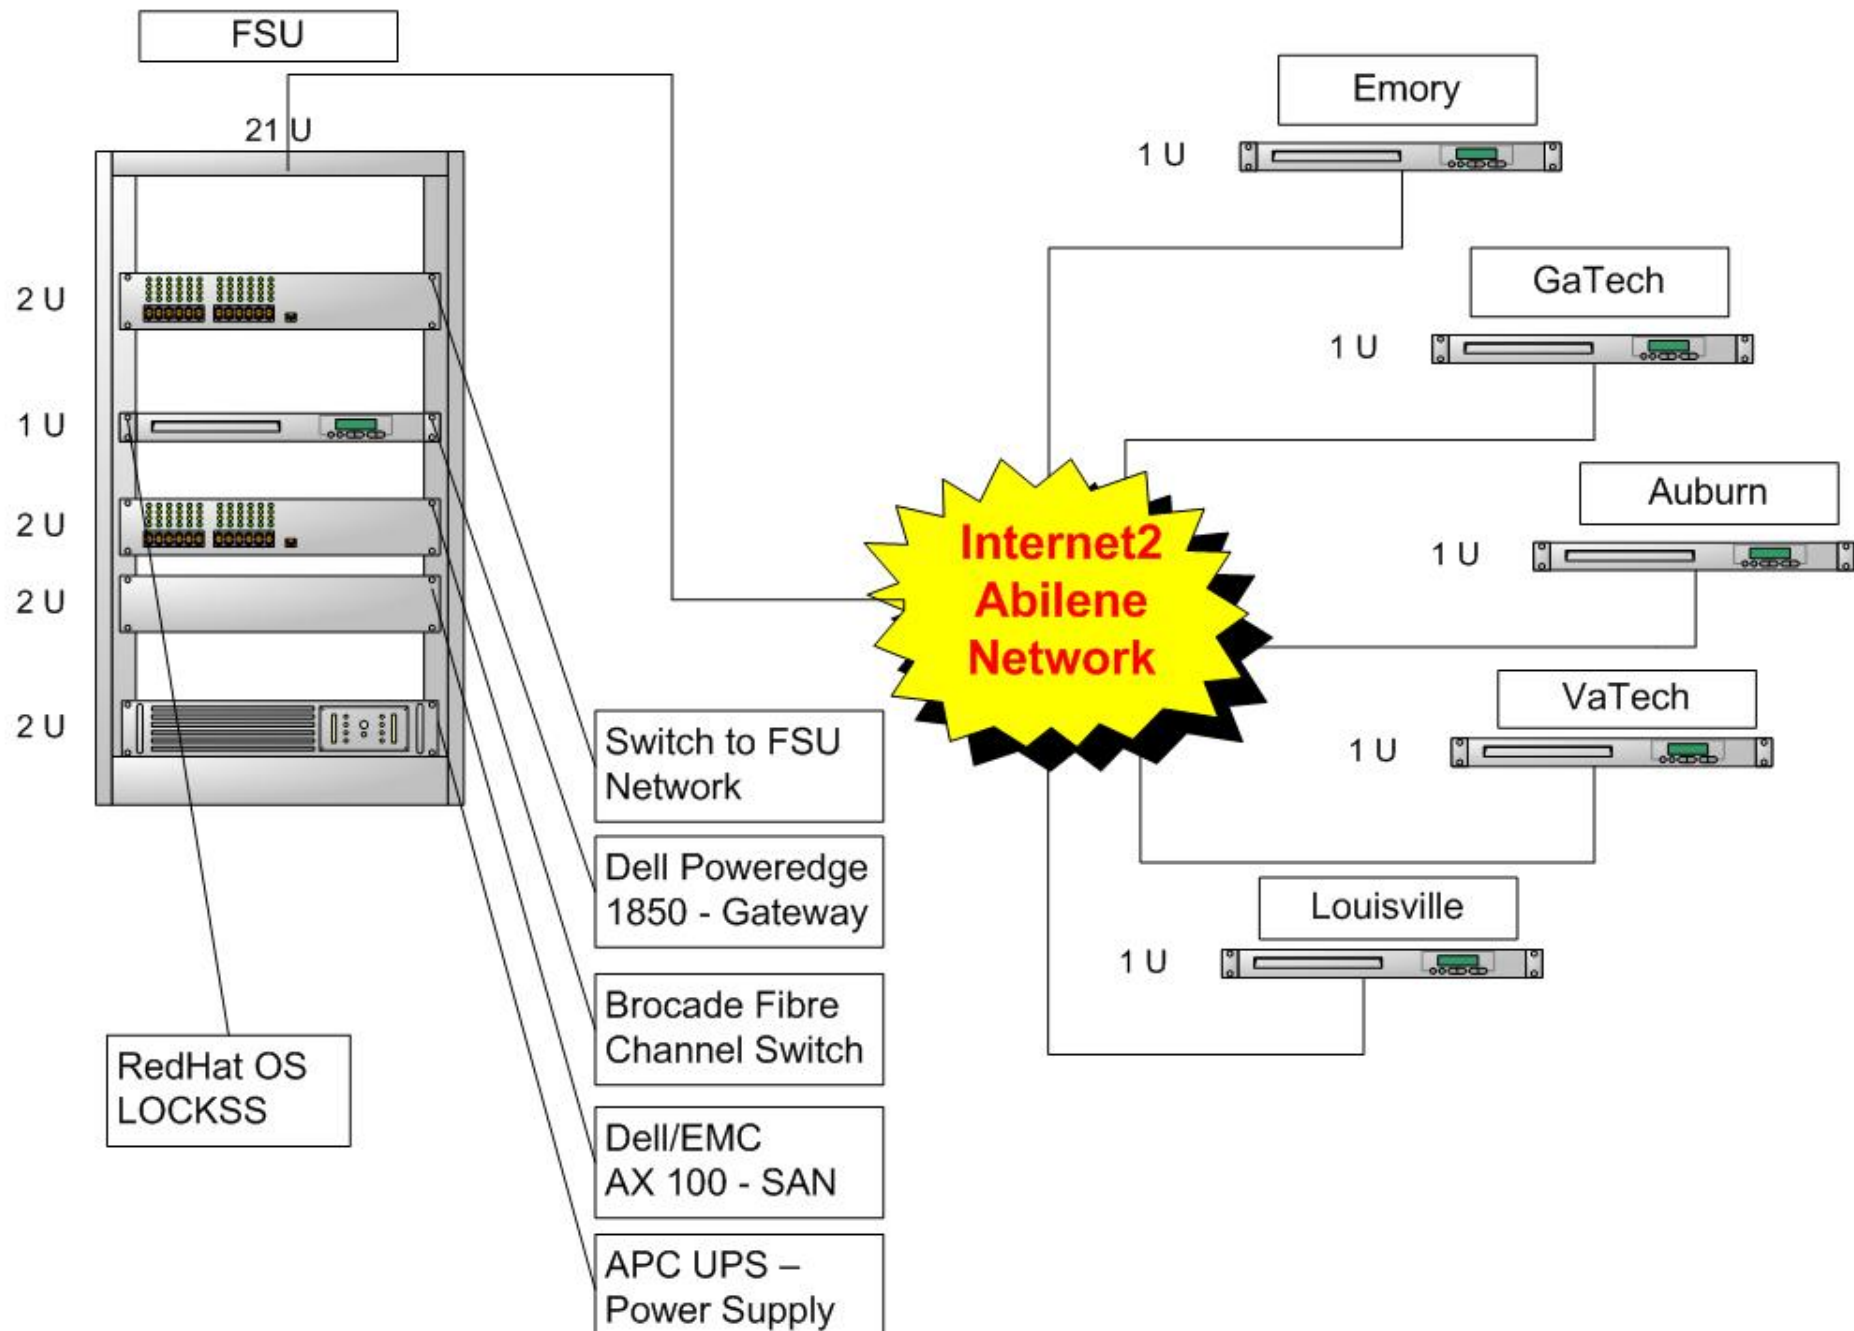 FSU
21 U
2 U
1 U
2 U
2 U
2 U
RedHat OS
LOCKSS
Switch to FSU
Network
Dell Poweredge
1850 - Gateway
Brocade Fibre
Channel Switch
Dell/EMC
AX 100 - SAN
APC UPS –
Power Supply
Internet2
Abilene
Network
Emory
1 U
GaTech
1 U
Auburn
1 U
VaTech
1 U
Louisville
1 U